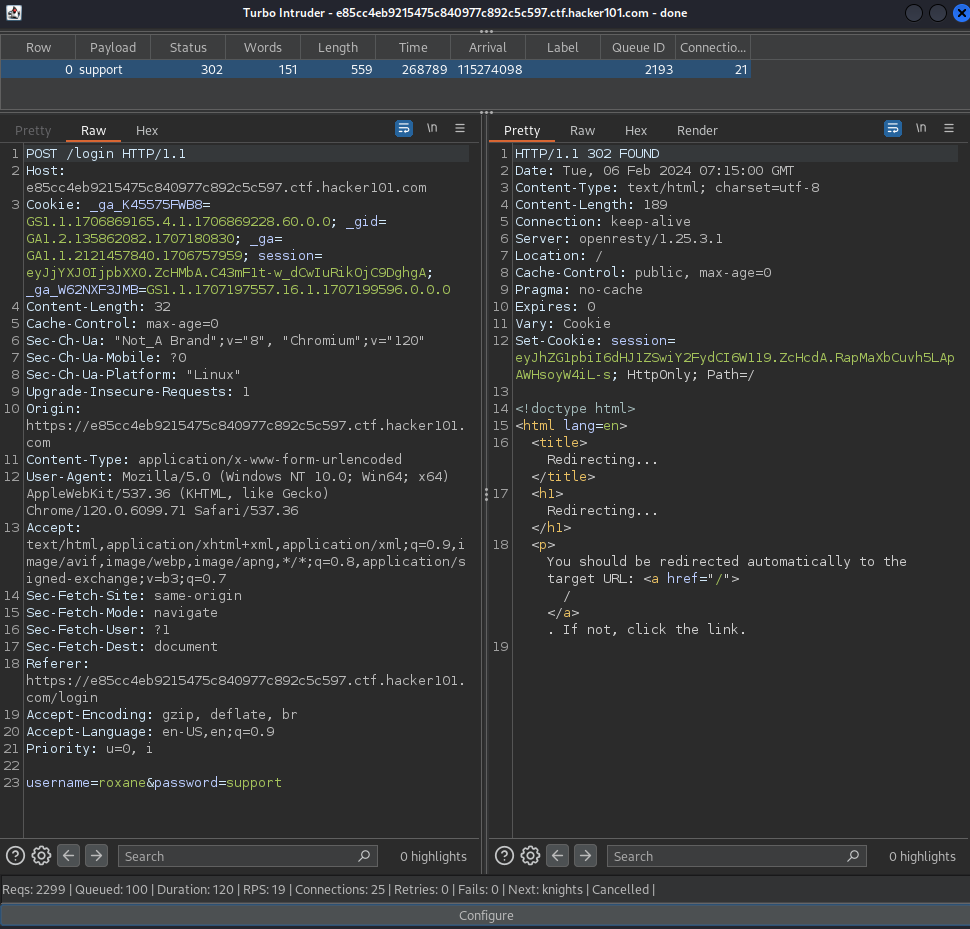 Turbo Intruder - e85cc4eb9215475c840977c892c5c597.ctf.hacker101.com - done
Row Payload Status Words Length Time Arrival Label Queue ID Connectio...
0 support 302 151 559 268789 115274098 2193 21
Pretty Raw Hex \n
1 POST /login HTTP/1.1
2 Host:
e85cc4eb9215475c840977c892c5c597.ctf.hacker101.com
3 Cookie: _ga_K45575FWB8=
GS1.1.1706869165.4.1.1706869228.60.0.0; _gid=
GA1.2.135862082.1707180830; _ga=
GA1.1.2121457840.1706757959; session=
eyJjYXJ0IjpbXX0.ZcHMbA.C43mF1t-w_dCwIuRikOjC9DghgA;
_ga_W62NXF3JMB=GS1.1.1707197557.16.1.1707199596.0.0.0
4 Content-Length: 32
5 Cache-Control: max-age=0
6 Sec-Ch-Ua: "Not_A Brand";v="8", "Chromium";v="120"
7 Sec-Ch-Ua-Mobile: ?0
8 Sec-Ch-Ua-Platform: "Linux"
9 Upgrade-Insecure-Requests: 1
10 Origin:
https://e85cc4eb9215475c840977c892c5c597.ctf.hacker101.
com
11 Content-Type: application/x-www-form-urlencoded
12 User-Agent: Mozilla/5.0 (Windows NT 10.0; Win64; x64)
AppleWebKit/537.36 (KHTML, like Gecko)
Chrome/120.0.6099.71 Safari/537.36
13 Accept:
text/html,application/xhtml+xml,application/xml;q=0.9,i
mage/avif,image/webp,image/apng,*/*;q=0.8,application/s
igned-exchange;v=b3;q=0.7
14 Sec-Fetch-Site: same-origin
15 Sec-Fetch-Mode: navigate
16 Sec-Fetch-User: ?1
17 Sec-Fetch-Dest: document
18 Referer:
https://e85cc4eb9215475c840977c892c5c597.ctf.hacker101.
com/login
19 Accept-Encoding: gzip, deflate, br
20 Accept-Language: en-US,en;q=0.9
21 Priority: u=0, i
22
23 username=roxane&password=support
Search 0 highlights
Pretty Raw Hex Render \n
1 HTTP/1.1 302 FOUND
2 Date: Tue, 06 Feb 2024 07:15:00 GMT
3 Content-Type: text/html; charset=utf-8
4 Content-Length: 189
5 Connection: keep-alive
6 Server: openresty/1.25.3.1
7 Location: /
8 Cache-Control: public, max-age=0
9 Pragma: no-cache
10 Expires: 0
11 Vary: Cookie
12 Set-Cookie: session=
eyJhZG1pbiI6dHJ1ZSwiY2FydCI6W119.ZcHcdA.RapMaXbCuvh5LAp
AWHsoyW4iL-s; HttpOnly; Path=/
13
14 <!doctype html>
15 <html lang=en>
16 <title>
Redirecting...
</title>
17 <h1>
Redirecting...
</h1>
18 <p>
You should be redirected automatically to the
target URL: <a href="/">
/
</a>
. If not, click the link.
19
Search 0 highlights
Reqs: 2299 | Queued: 100 | Duration: 120 | RPS: 19 | Connections: 25 | Retries: 0 | Fails: 0 | Next: knights | Cancelled |
Configure